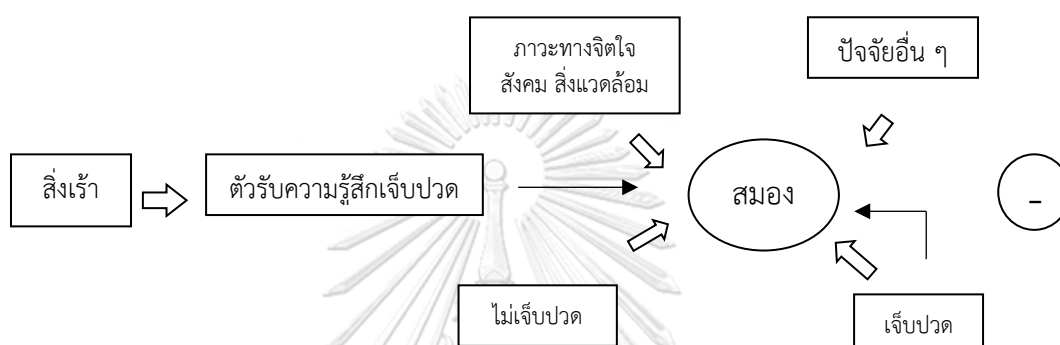 ภาวะทางจิตใจ
สังคม สิ่งแวดล้อม
ปัจจัยอื่น ๆ
สิ่งเร้า
ตัวรับความรู้สึกเจ็บปวด
สมอง
-
ไม่เจ็บปวด
เจ็บปวด